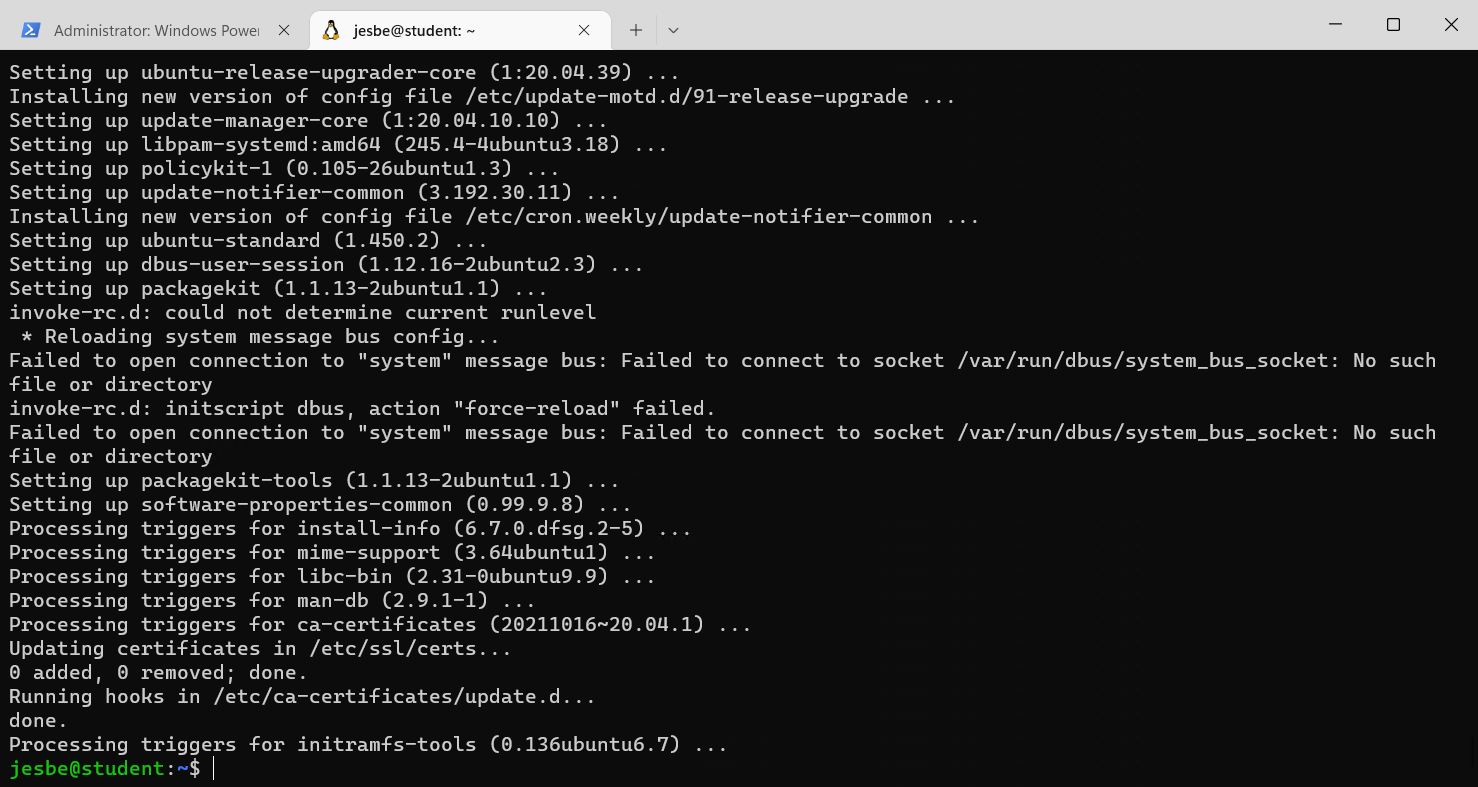 Administrator: Windows Power
jesbe@student: ~
Setting up ubuntu-release-upgrader-core (1:20.04.39) ...
Installing new version of config file /etc/update-motd.d/91-release-upgrade ...
Setting up update-manager-core (1:20.04.10.10) ...
Setting up libpam-systemd:amd64 (245.4-4ubuntu3.18) ...
Setting up policykit-1 (0.105-26ubuntu1.3) ...
Setting up update-notifier-common (3.192.30.11) ...
Installing new version of config file /etc/cron.weekly/update-notifier-common ...
Setting up ubuntu-standard (1.450.2) ...
Setting up dbus-user-session (1.12.16-2ubuntu2.3) ...
Setting up packagekit (1.1.13-2ubuntu1.1) ...
invoke-rc.d: could not determine current runlevel
 * Reloading system message bus config...
Failed to open connection to "system" message bus: Failed to connect to socket /var/run/dbus/system_bus_socket: No such
file or directory
invoke-rc.d: initscript dbus, action "force-reload" failed.
Failed to open connection to "system" message bus: Failed to connect to socket /var/run/dbus/system_bus_socket: No such
file or directory
Setting up packagekit-tools (1.1.13-2ubuntu1.1) ...
Setting up software-properties-common (0.99.9.8) ...
Processing triggers for install-info (6.7.0.dfsg.2-5) ...
Processing triggers for mime-support (3.64ubuntu1) ...
Processing triggers for libc-bin (2.31-0ubuntu9.9) ...
Processing triggers for man-db (2.9.1-1) ...
Processing triggers for ca-certificates (20211016~20.04.1) ...
Updating certificates in /etc/ssl/certs...
0 added, 0 removed; done.
Running hooks in /etc/ca-certificates/update.d...
done.
Processing triggers for initramfs-tools (0.136ubuntu6.7) ...
jesbe@student:~$